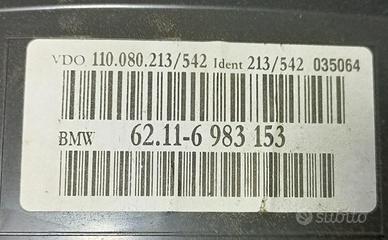 VDO 110.080.213/542 Ident 213/542 035064
BMW 62.11-6 983 153
subito